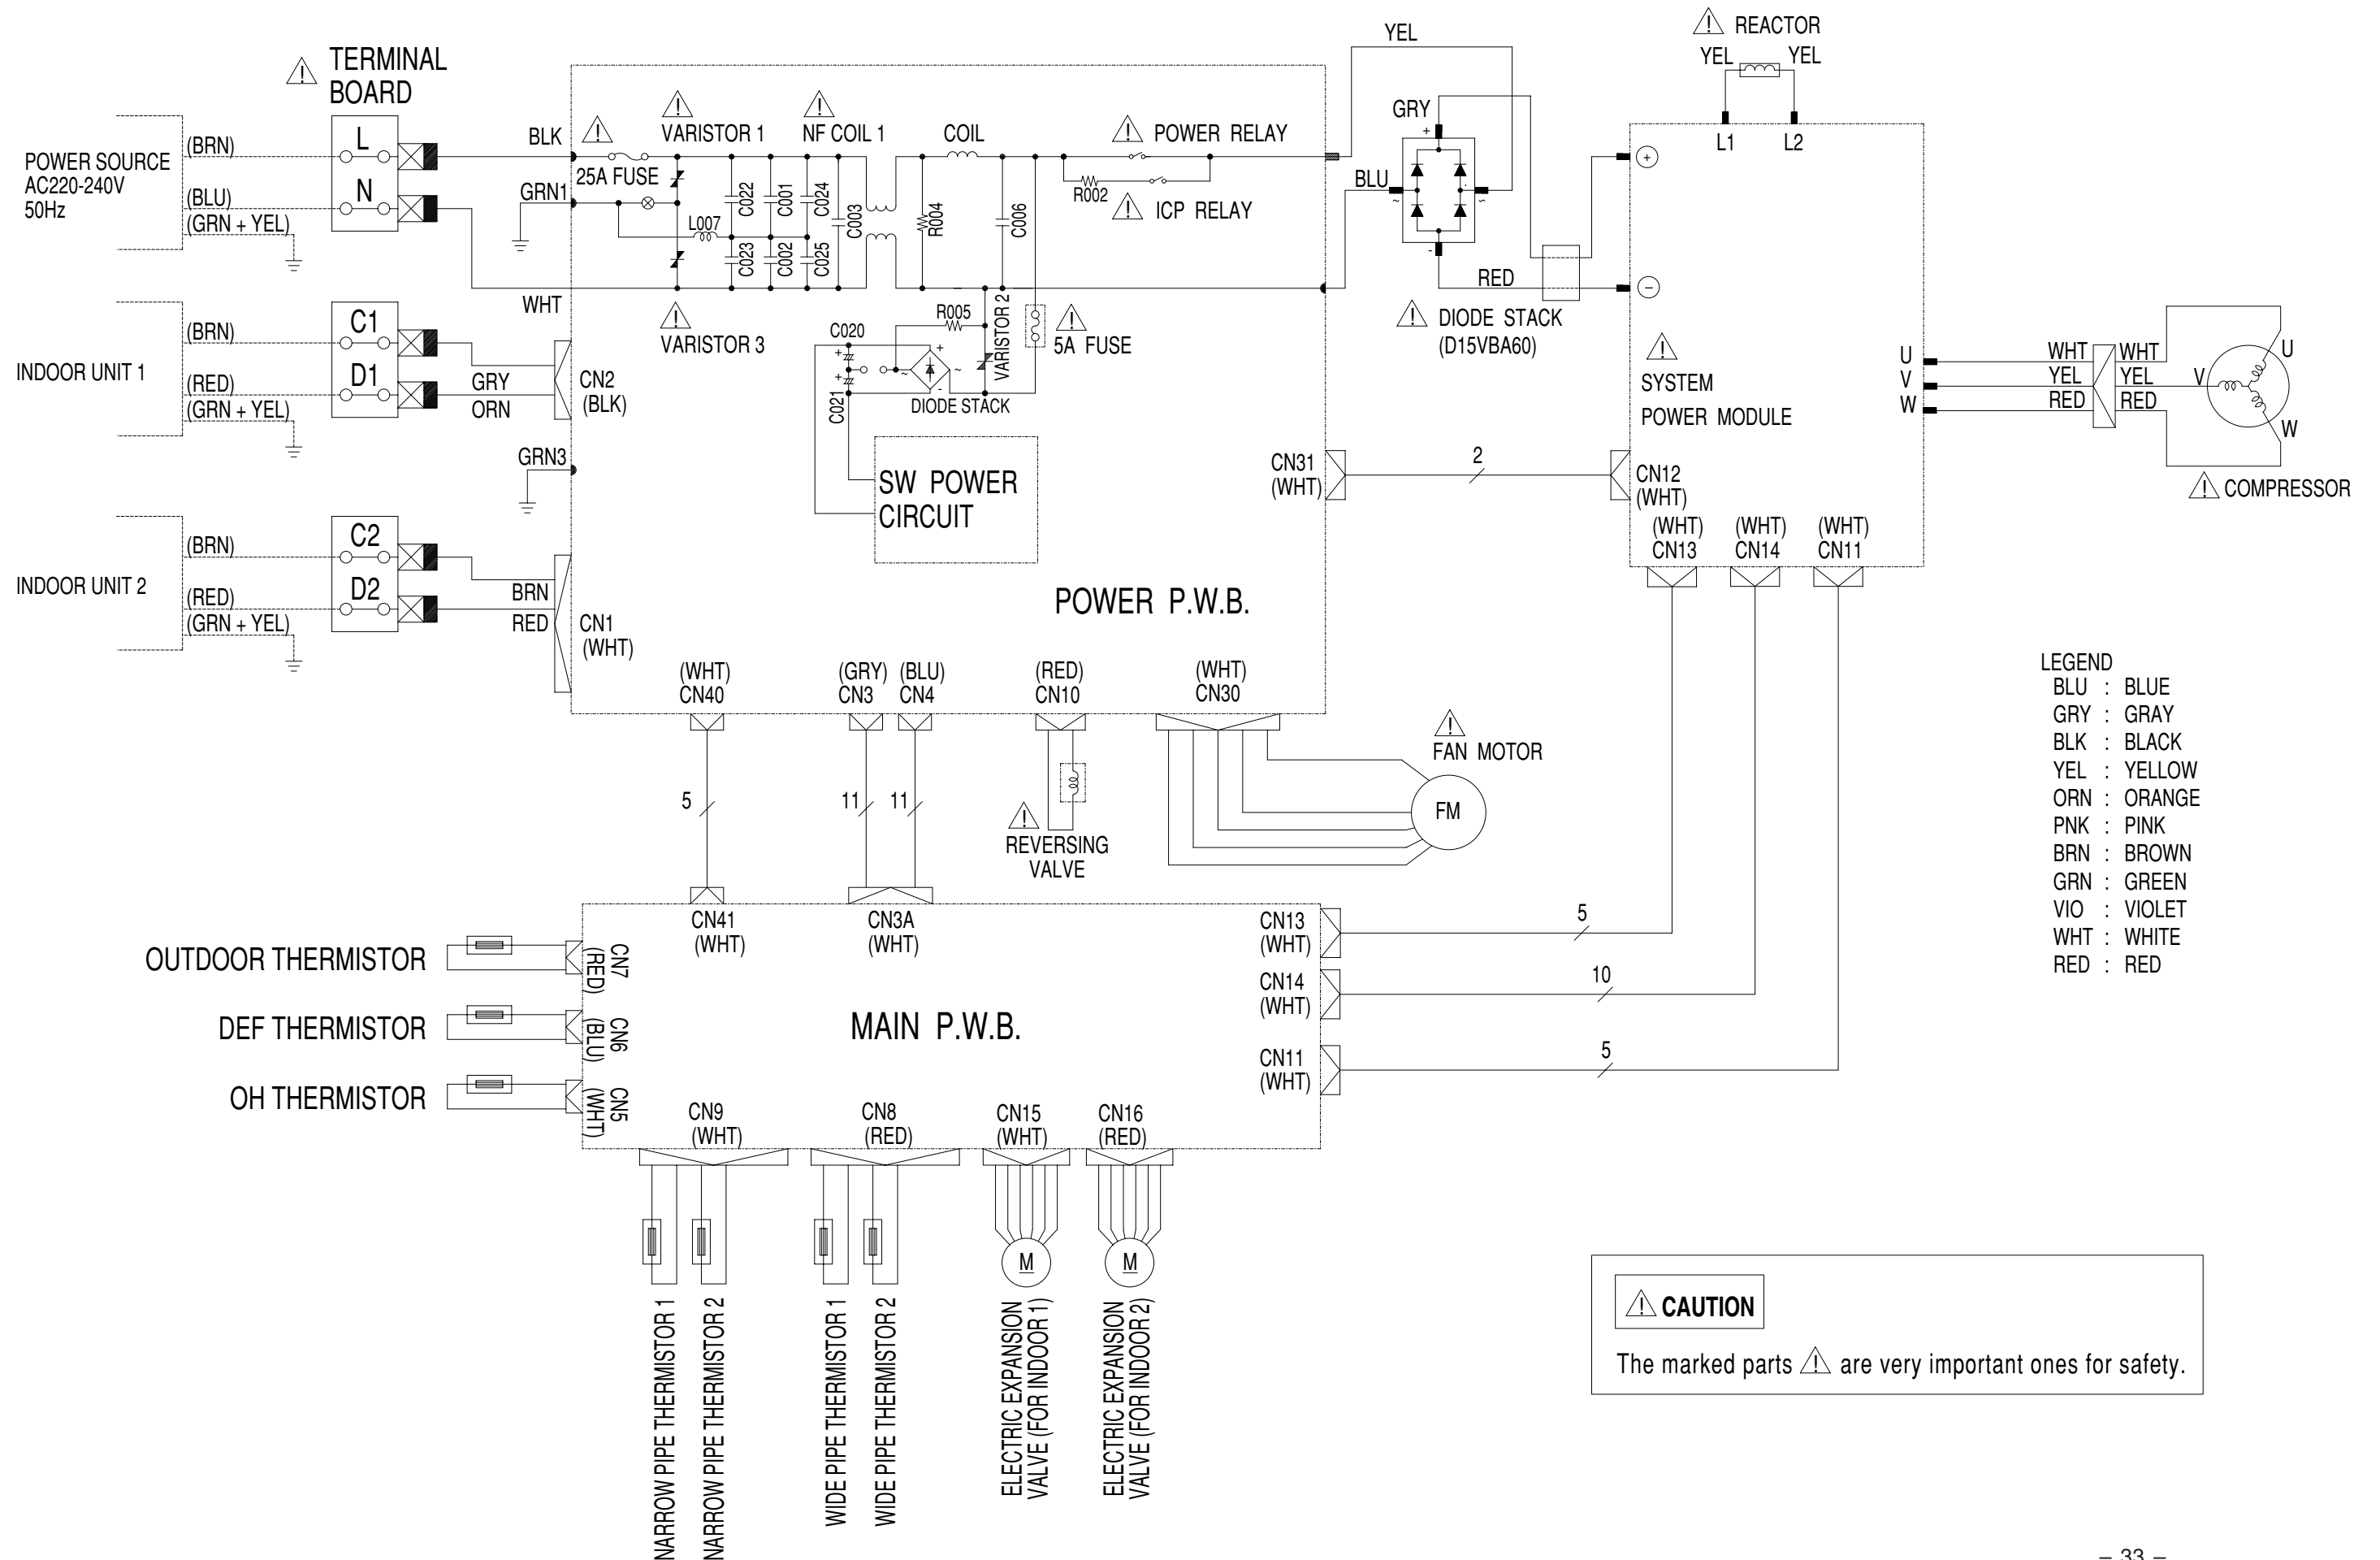 TERMINAL
BOARD
POWER SOURCE
AC220-240V
50Hz
(BRN)
(BLU)
(GRN + YEL)
L
N
BLK
GRN1
WHT
25A FUSE
VARISTOR 1
NF COIL 1
COIL
POWER RELAY
R002
ICP RELAY
L007
C022
C001
C024
C003
C023
C002
C025
R004
C006
VARISTOR 3
C020
C021
R005
+
+
+
~
~
-
VARISTOR 2
5A FUSE
DIODE STACK
SW POWER
CIRCUIT
YEL
GRY
BLU
RED
+
~
~
-
DIODE STACK
(D15VBA60)
REACTOR
YEL
YEL
L1
L2
+
−
SYSTEM
POWER MODULE
U
V
W
WHT
YEL
RED
WHT
YEL
RED
U
V
W
COMPRESSOR
INDOOR UNIT 1
(BRN)
(RED)
(GRN + YEL)
C1
D1
GRY
ORN
CN2
(BLK)
GRN3
INDOOR UNIT 2
(BRN)
(RED)
(GRN + YEL)
C2
D2
BRN
RED
CN1
(WHT)
POWER P.W.B.
CN31
(WHT)
2
CN12
(WHT)
(WHT)
CN13
(WHT)
CN14
(WHT)
CN11
(WHT)
CN40
(GRY)
CN3
(BLU)
CN4
(RED)
CN10
(WHT)
CN30
5
11
11
REVERSING
VALVE
FAN MOTOR
FM
LEGEND
BLU : BLUE
GRY : GRAY
BLK : BLACK
YEL : YELLOW
ORN : ORANGE
PNK : PINK
BRN : BROWN
GRN : GREEN
VIO : VIOLET
WHT : WHITE
RED : RED
OUTDOOR THERMISTOR
DEF THERMISTOR
OH THERMISTOR
CN7
(RED)
CN6
(BLU)
CN5
(WHT)
CN41
(WHT)
CN3A
(WHT)
MAIN P.W.B.
CN13
(WHT)
5
CN14
(WHT)
10
CN11
(WHT)
5
CN9
(WHT)
CN8
(RED)
CN15
(WHT)
CN16
(RED)
M
M
NARROW PIPE THERMISTOR 1
NARROW PIPE THERMISTOR 2
WIDE PIPE THERMISTOR 1
WIDE PIPE THERMISTOR 2
ELECTRIC EXPANSION
VALVE (FOR INDOOR 1)
ELECTRIC EXPANSION
VALVE (FOR INDOOR 2)
! CAUTION
The marked parts ! are very important ones for safety.
– 33 –